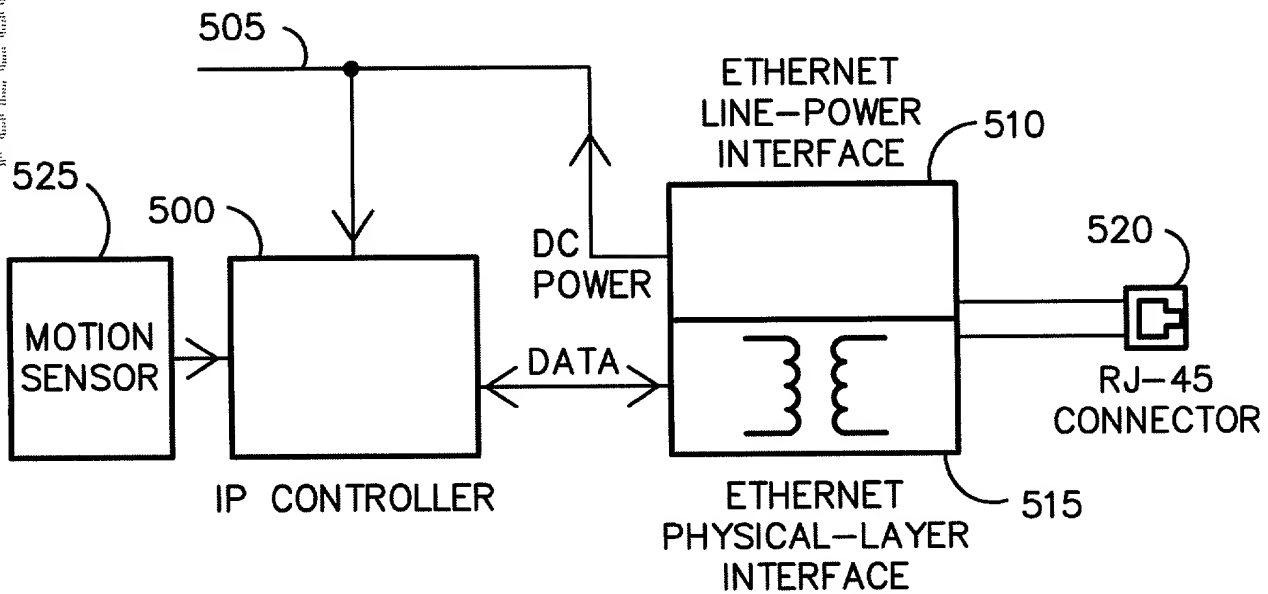 505
ETHERNET
LINE-POWER
INTERFACE
510
525
500
DC
POWER
520
MOTION
SENSOR
DATA
RJ-45
CONNECTOR
IP CONTROLLER
ETHERNET
PHYSICAL-LAYER
INTERFACE
515